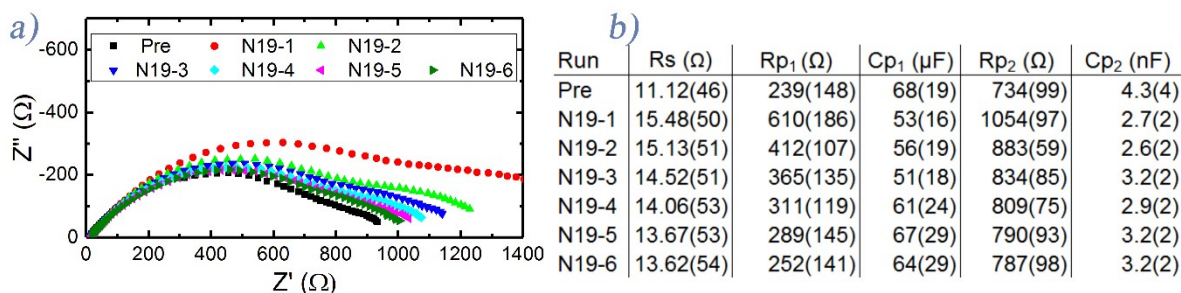 a)
-600
-400
-200
0
Z'' (Ω)
Pre N19-1 N19-2
N19-3 N19-4 N19-5 N19-6
0 200 400 600 800 1000 1200 1400
Z' (Ω)
b)
Run Rs (Ω) Rp₁ (Ω) Cp₁ (µF) Rp₂ (Ω) Cp₂ (nF)
Pre 11.12(46) 239(148) 68(19) 734(99) 4.3(4)
N19-1 15.48(50) 610(186) 53(16) 1054(97) 2.7(2)
N19-2 15.13(51) 412(107) 56(19) 883(59) 2.6(2)
N19-3 14.52(51) 365(135) 51(18) 834(85) 3.2(2)
N19-4 14.06(53) 311(119) 61(24) 809(75) 2.9(2)
N19-5 13.67(53) 289(145) 67(29) 790(93) 3.2(2)
N19-6 13.62(54) 252(141) 64(29) 787(98) 3.2(2)